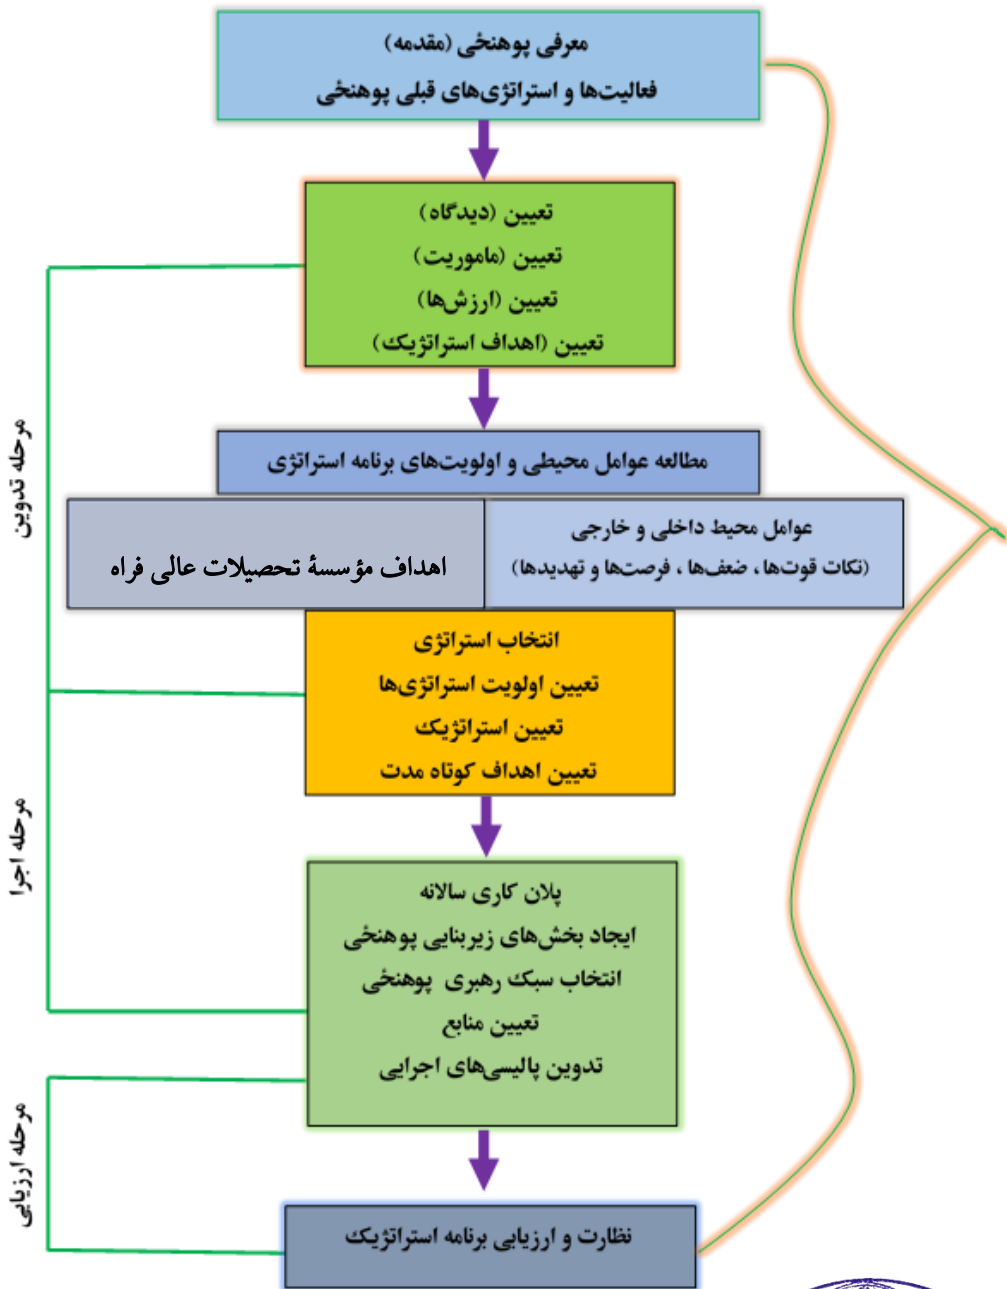 معرفی پوهنځی (مقدمه)
فعالیت‌ها و استراتژی‌های قبلی پوهنځی
تعیین (دیدگاه)
تعیین (ماموریت)
تعیین (ارزش‌ها)
تعیین (اهداف استراتژیک)
مطالعه عوامل محیطی و اولویت‌های برنامه استراتژی
عوامل محیط داخلی و خارجی
(نکات قوت‌ها ، ضعف‌ها ، فرصت‌ها و تهدیدها)
اهداف مؤسسهٔ تحصیلات عالی فراه
انتخاب استراتژی
تعیین اولویت استراتژی‌ها
تعیین استراتژیک
تعیین اهداف کوتاه مدت
پلان کاری سالانه
ایجاد بخش‌های زیربنایی پوهنځی
انتخاب سبک رهبری پوهنځی
تعیین منابع
تدوین پالیسی‌های اجرایی
نظارت و ارزیابی برنامه استراتژیک
مرحله تدوین
مرحله اجرا
مرحله ارزیابی